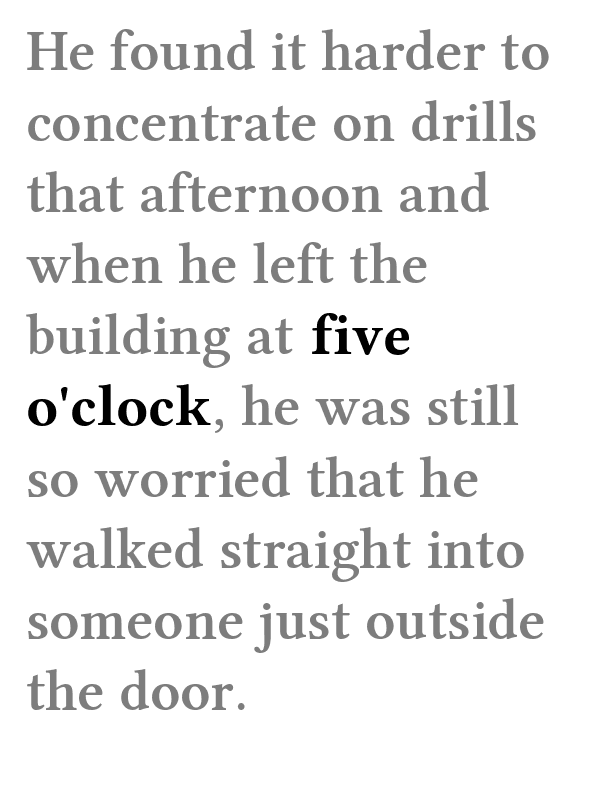 He found it harder to
concentrate on drills
that afternoon and
when he left the
building at five
o'clock, he was still
so worried that he
walked straight into
someone just outside
the door.